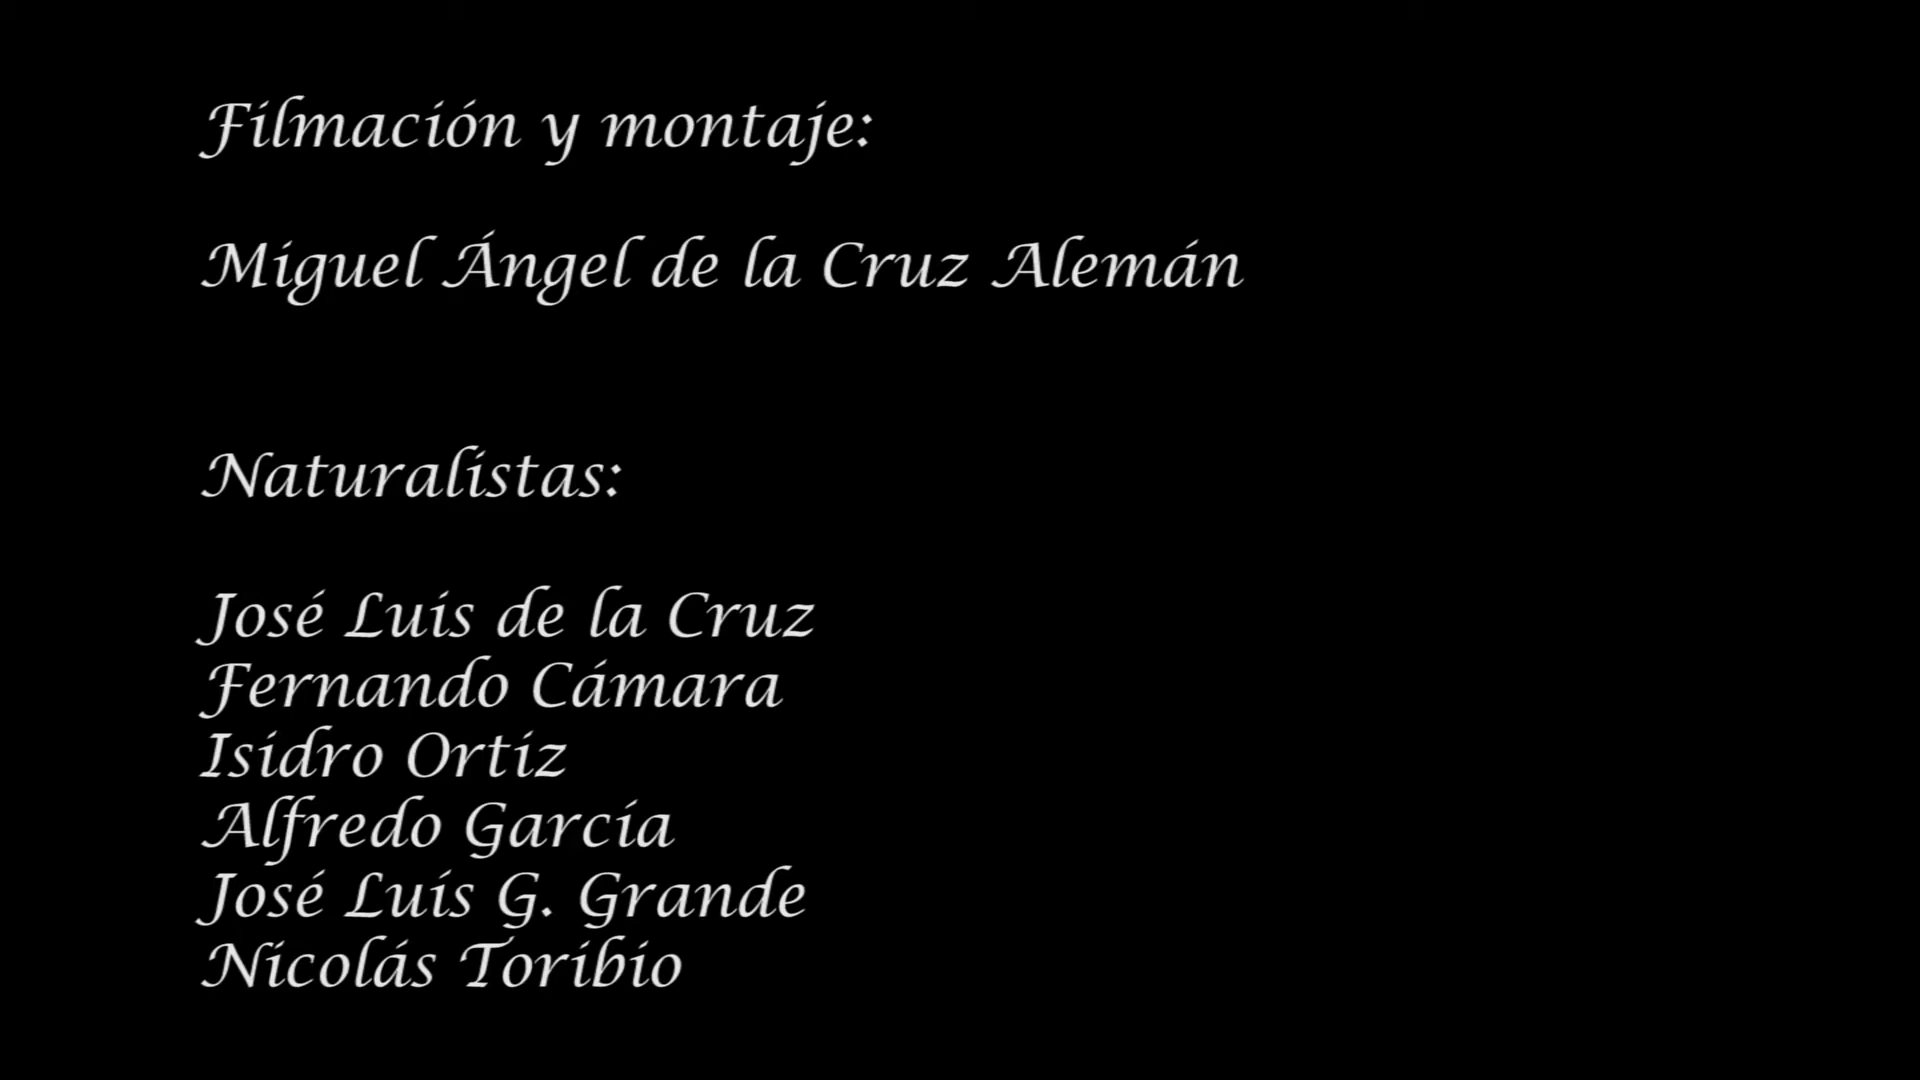 Filmación y montaje:
Miguel Ángel de la Cruz Alemán
Naturalistas:
José Luis de la Cruz
Fernando Cámara
Isidro Ortiz
Alfredo García
José Luis G. Grande
Nicolás Toribio